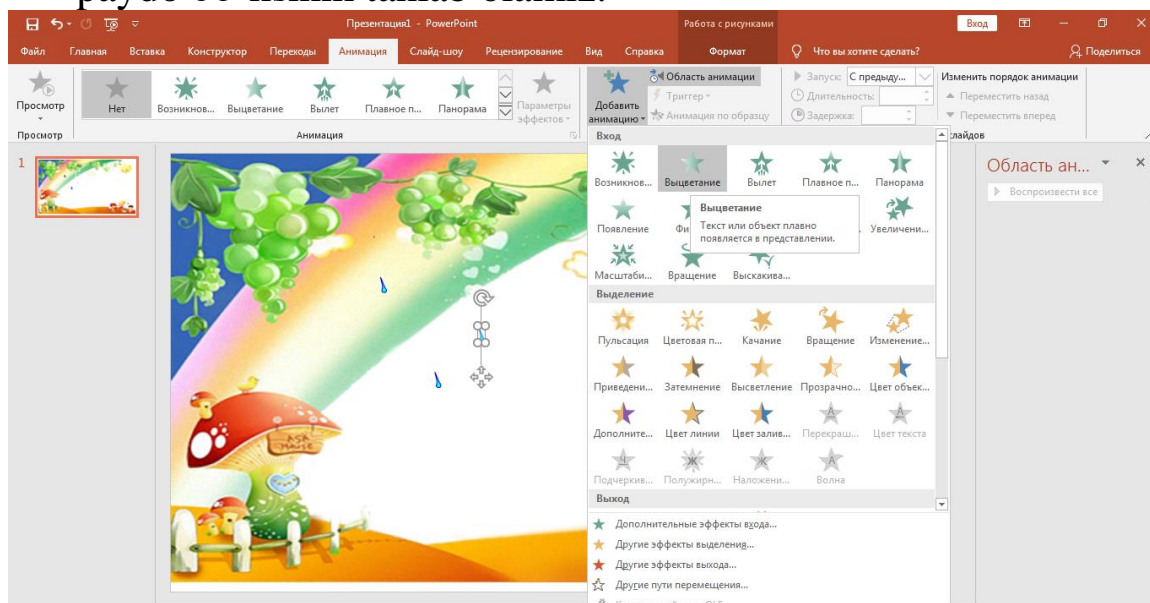 Презентация1 - PowerPoint
Работа с рисунками
Вход
Файл Главная Вставка Конструктор Переходы Анимация Слайд-шоу Рецензирование Вид Справка Формат Что вы хотите сделать? Поделиться
Просмотр
Нет Возникнов... Выцветание Вылет Плавное п... Панорама
Параметры эффектов
Добавить анимацию
Область анимации
Триггер
Анимация по образцу
Запуск: С предыду...
Длительность:
Задержка:
Изменить порядок анимации
Переместить назад
Переместить вперед
Просмотр Анимация слайдов
1
ASK
HOUSE
Вход
Возникнов... Выцветание Вылет Плавное п... Панорама
Выцветание
Текст или объект плавно
появляется в представлении.
Появление Фи Увеличени...
Масштаби... Вращение Выскакива...
Выделение
Пульсация Цветовая п... Качание Вращение Изменение...
Приведени... Затемнение Высветление Прозрачно... Цвет объек...
Дополните... Цвет линии Цвет залив... Перекраш... Цвет текста
Подчеркив... Полужирн... Наложени... Волна
Выход
Дополнительные эффекты входа...
Другие эффекты выделения...
Другие эффекты выхода...
Другие пути перемещения...
Область ан...
Воспроизвести все